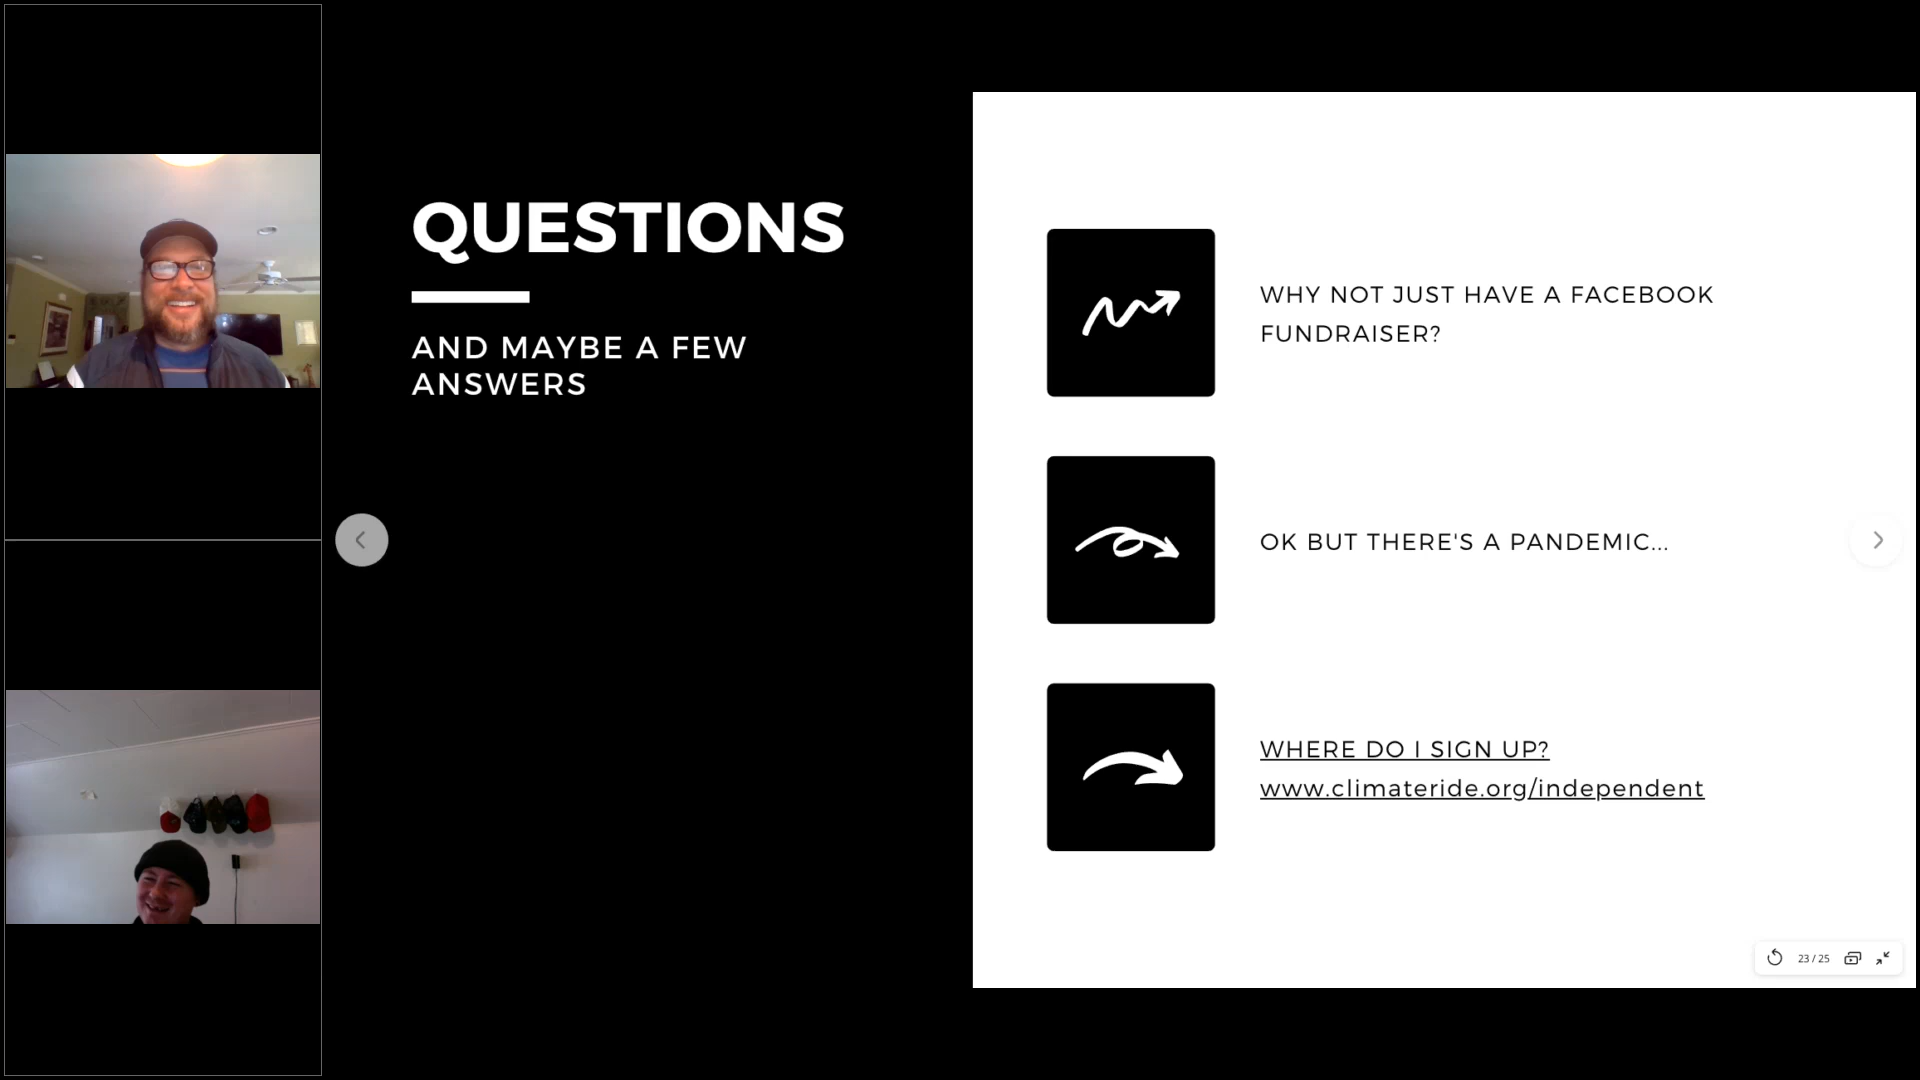 QUESTIONS
AND MAYBE A FEW
ANSWERS
WHY NOT JUST HAVE A FACEBOOK
FUNDRAISER?
OK BUT THERE'S A PANDEMIC...
WHERE DO I SIGN UP?
www.climateride.org/independent
23 / 25